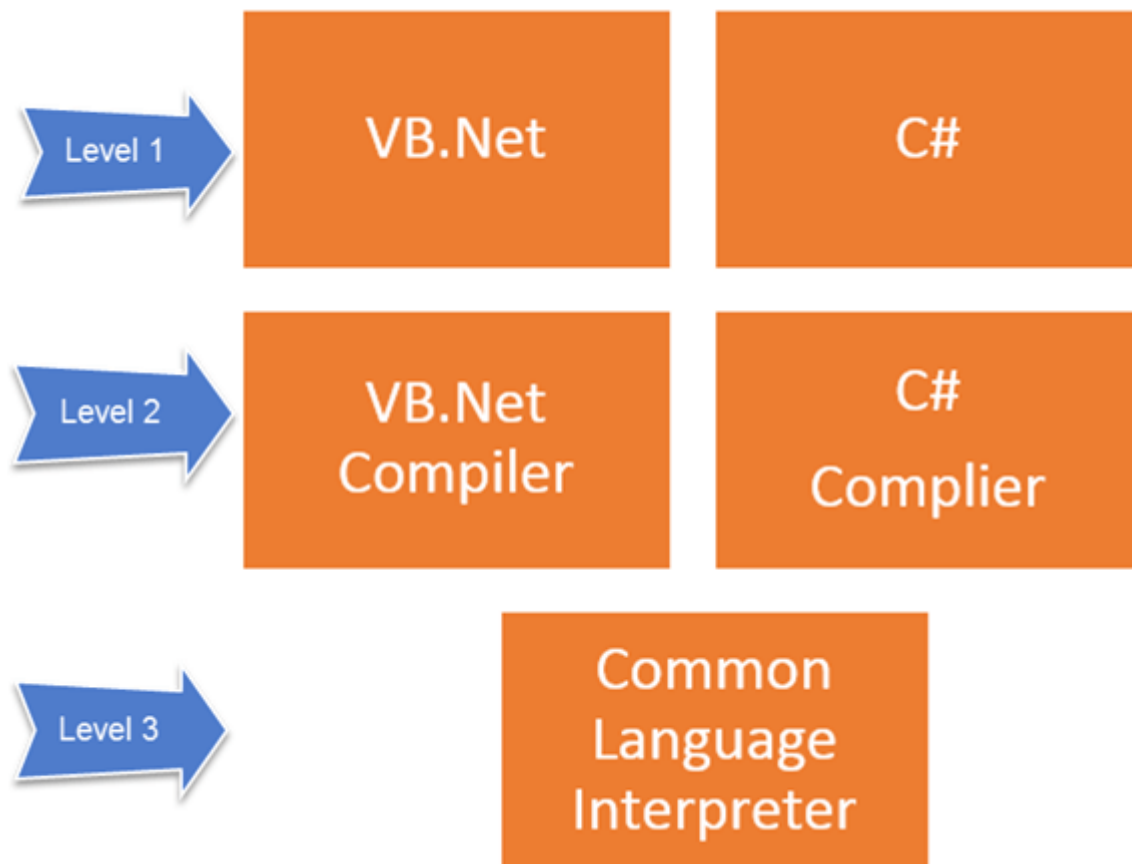 Level 1
VB.Net
C#
Level 2
VB.Net
Compiler
C#
Complier
Level 3
Common
Language
Interpreter